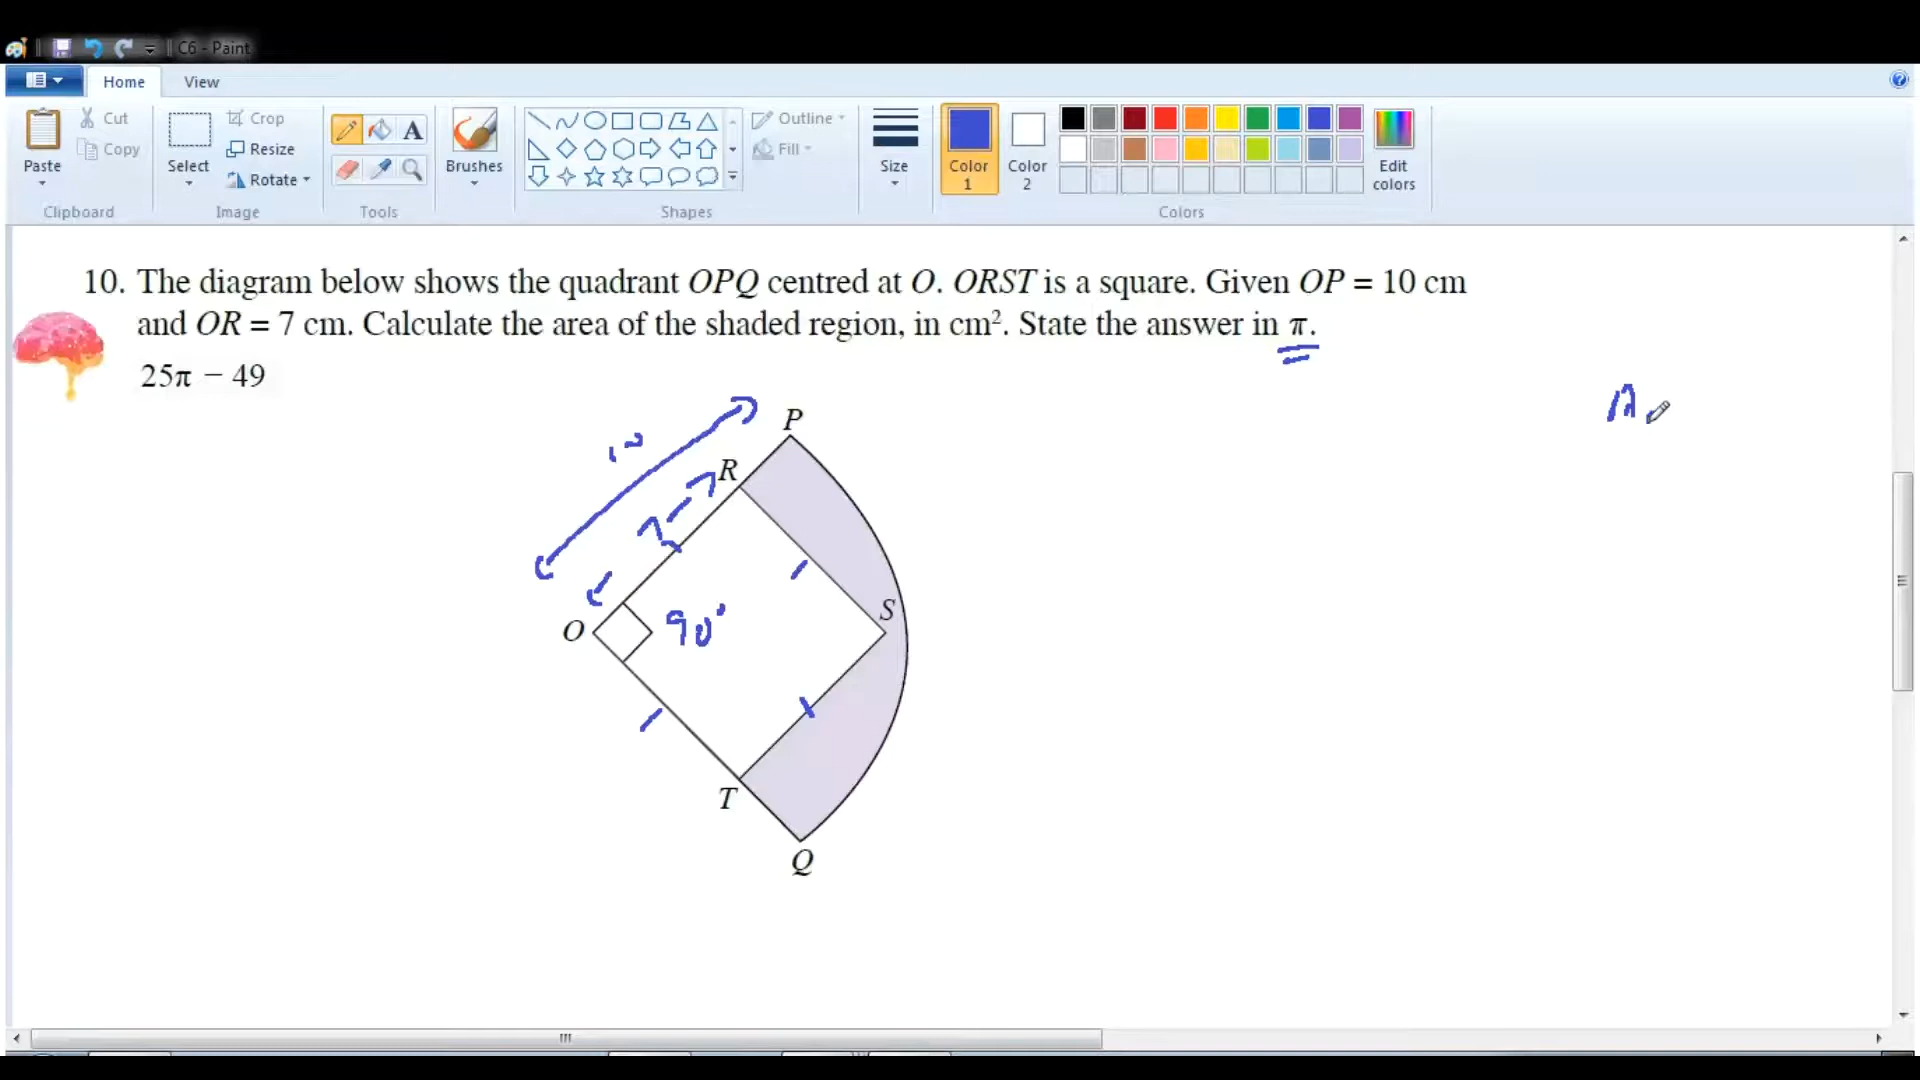 C6 - Paint
Home View
Paste
Cut
Copy
Clipboard
Select
Crop
Resize
Rotate
Image
A
Tools
Brushes
Outline
Fill
Shapes
Size
Color 1
Color 2
Edit colors
Colors
10. The diagram below shows the quadrant OPQ centred at O. ORST is a square. Given OP = 10 cm
and OR = 7 cm. Calculate the area of the shaded region, in cm². State the answer in π.
25π − 49
A
P
10
R
7
S
O
90°
T
Q